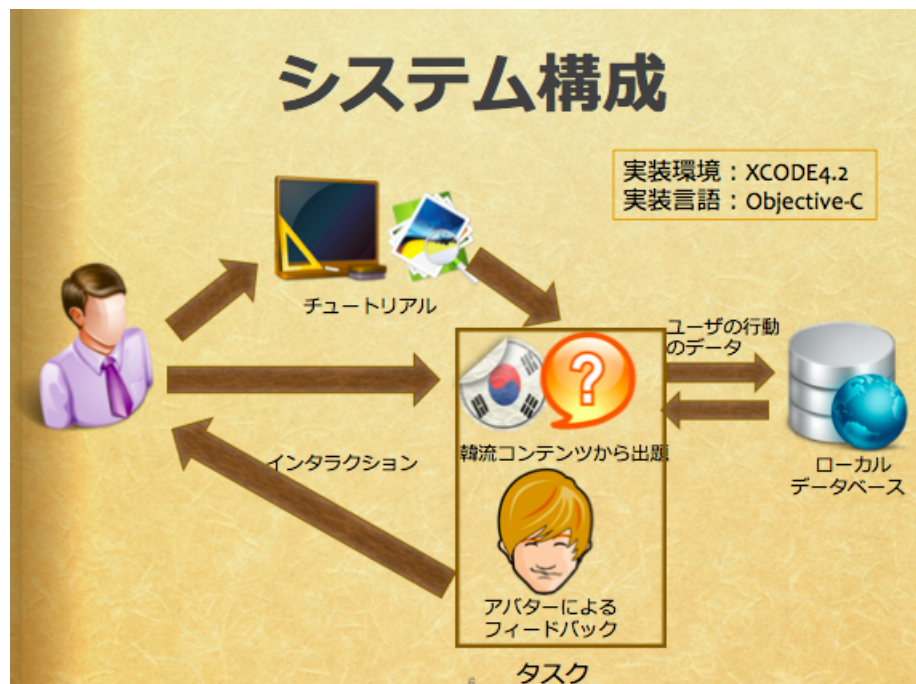 システム構成
実装環境：XCODE4.2
実装言語：Objective-C
チュートリアル
ユーザの行動
のデータ
インタラクション
韓流コンテンツから出題
ローカル
データベース
?
アバターによる
フィードバック
タスク
6